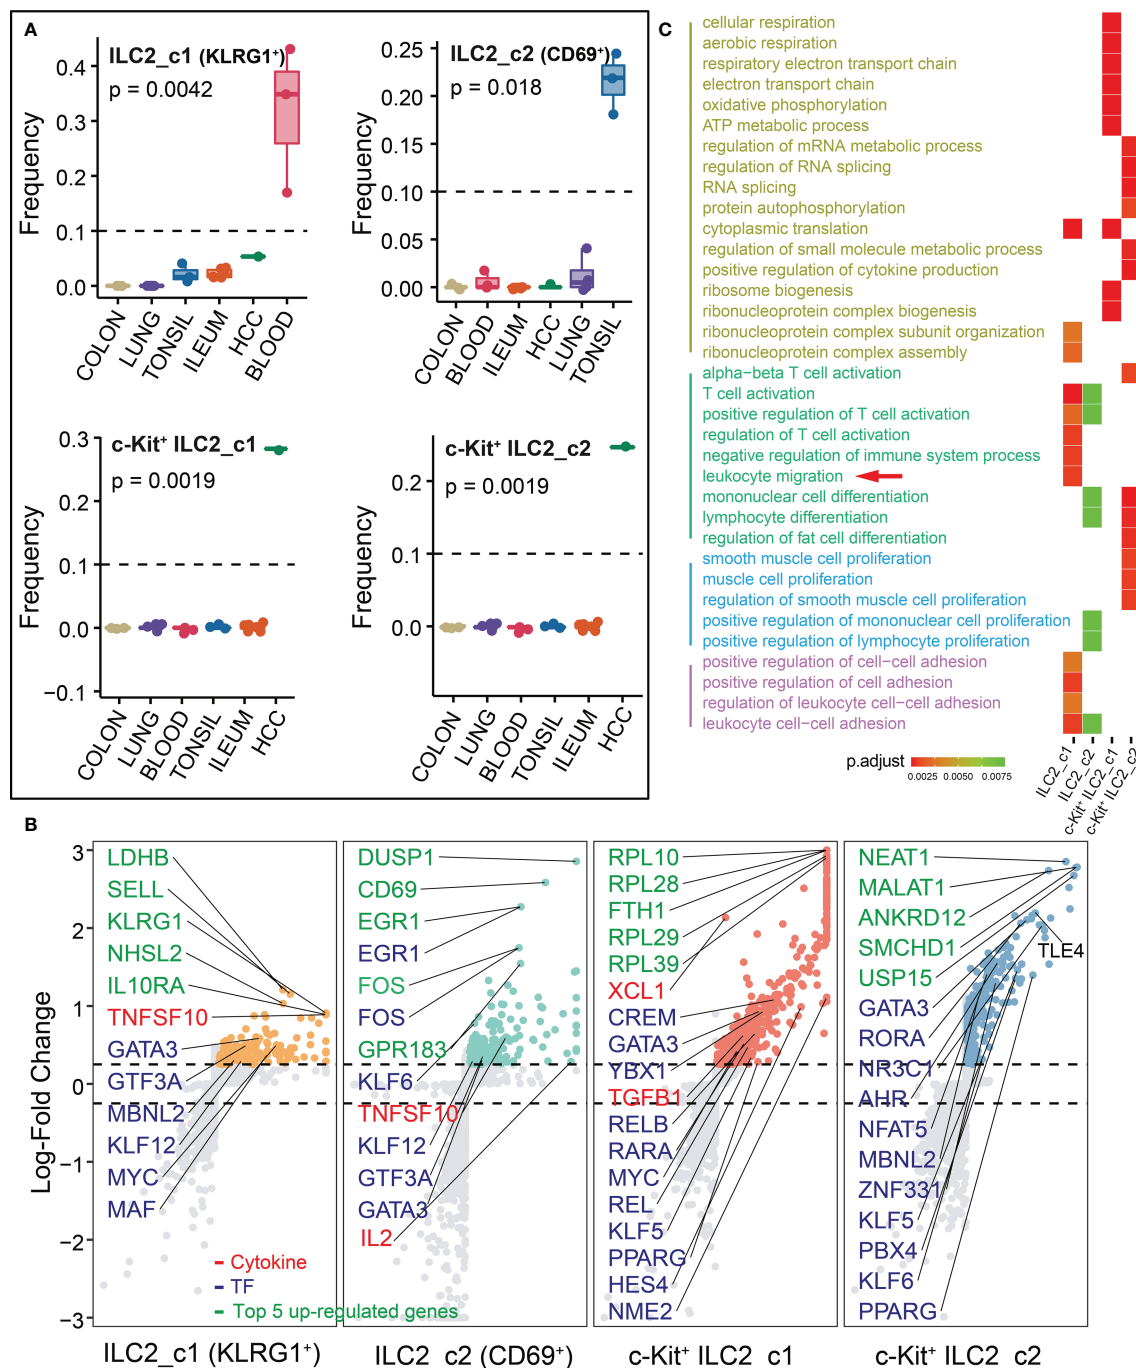 A
ILC2_c1 (KLRG1⁺)
p = 0.0042
Frequency
0.4
0.3
0.2
0.1
0.0
COLON
LUNG
TONSIL
ILEUM
HCC
BLOOD
ILC2_c2 (CD69⁺)
p = 0.018
Frequency
0.25
0.20
0.15
0.10
0.05
0.00
COLON
BLOOD
ILEUM
HCC
LUNG
TONSIL
c-Kit⁺ ILC2_c1
p = 0.0019
Frequency
0.3
0.2
0.1
0.0
−0.1
COLON
LUNG
BLOOD
TONSIL
ILEUM
HCC
c-Kit⁺ ILC2_c2
p = 0.0019
Frequency
0.2
0.1
0.0
COLON
LUNG
BLOOD
TONSIL
ILEUM
HCC
C
cellular respiration
aerobic respiration
respiratory electron transport chain
electron transport chain
oxidative phosphorylation
ATP metabolic process
regulation of mRNA metabolic process
regulation of RNA splicing
RNA splicing
protein autophosphorylation
cytoplasmic translation
regulation of small molecule metabolic process
positive regulation of cytokine production
ribosome biogenesis
ribonucleoprotein complex biogenesis
ribonucleoprotein complex subunit organization
ribonucleoprotein complex assembly
alpha−beta T cell activation
T cell activation
positive regulation of T cell activation
regulation of T cell activation
negative regulation of immune system process
leukocyte migration
mononuclear cell differentiation
lymphocyte differentiation
regulation of fat cell differentiation
smooth muscle cell proliferation
muscle cell proliferation
regulation of smooth muscle cell proliferation
positive regulation of mononuclear cell proliferation
positive regulation of lymphocyte proliferation
positive regulation of cell−cell adhesion
positive regulation of cell adhesion
regulation of leukocyte cell−cell adhesion
leukocyte cell−cell adhesion
p.adjust
0.0025 0.0050 0.0075
ILC2_c1
ILC2_c2
c-Kit⁺ ILC2_c1
c-Kit⁺ ILC2_c2
B
Log-Fold Change
3
2
1
0
−1
−2
−3
LDHB
SELL
KLRG1
NHSL2
IL10RA
TNFSF10
GATA3
GTF3A
MBNL2
KLF12
MYC
MAF
Cytokine
TF
Top 5 up-regulated genes
ILC2_c1 (KLRG1⁺)
DUSP1
CD69
EGR1
EGR1
FOS
FOS
GPR183
KLF6
TNFSF10
KLF12
GTF3A
GATA3
IL2
ILC2_c2 (CD69⁺)
RPL10
RPL28
FTH1
RPL29
RPL39
XCL1
CREM
GATA3
YBX1
TGFB1
RELB
RARA
MYC
REL
KLF5
PPARG
HES4
NME2
c-Kit⁺ ILC2_c1
NEAT1
MALAT1
ANKRD12
SMCHD1
TLE4
USP15
GATA3
RORA
NR3C1
AHR
NFAT5
MBNL2
ZNF331
KLF5
PBX4
KLF6
PPARG
c-Kit⁺ ILC2_c2